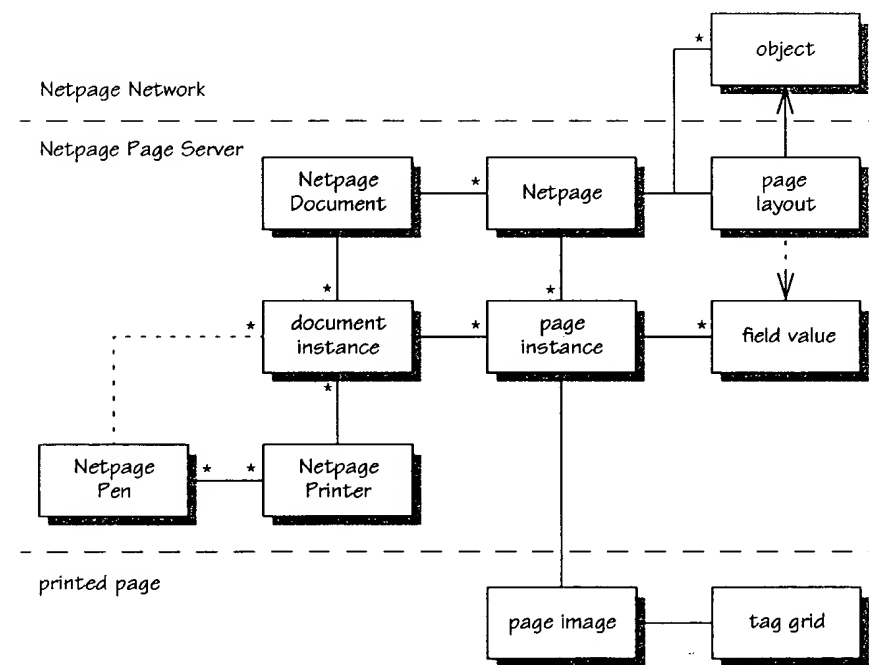 *
object
Netpage Network
Netpage Page Server
Netpage
Document
*
Netpage
page
layout
*
*
*
document
instance
*
page
instance
*
field value
*
Netpage
Pen
*
*
Netpage
Printer
printed page
page image
tag grid